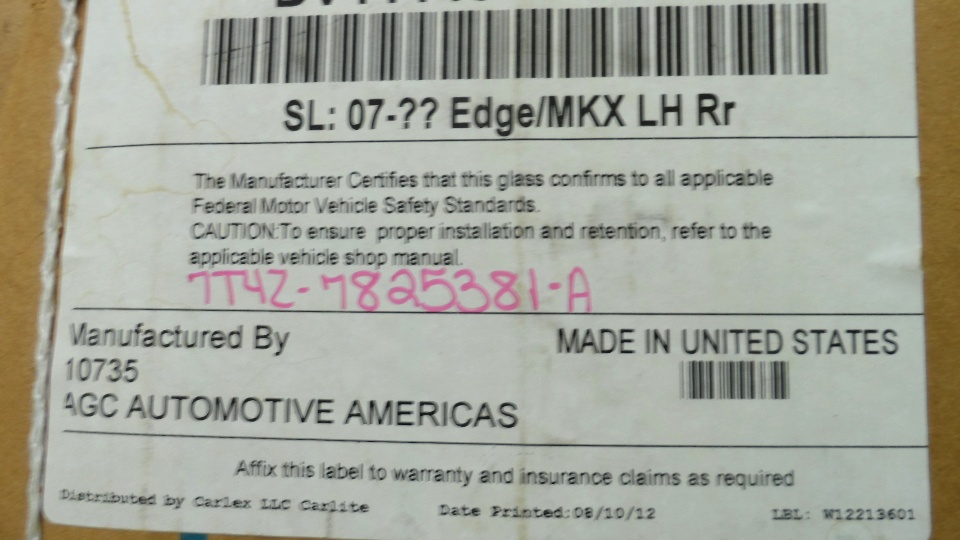 SL: 07-?? Edge/MKX LH Rr
The Manufacturer Certifies that this glass confirms to all applicable
Federal Motor Vehicle Safety Standards.
CAUTION:To ensure proper installation and retention, refer to the
applicable vehicle shop manual.
7T4Z-7825381-A
Manufactured By
10735
AGC AUTOMOTIVE AMERICAS
MADE IN UNITED STATES
Affix this label to warranty and insurance claims as required
Distributed by Carlex LLC Carlite
Date Printed:08/10/12
LBL: W12213601